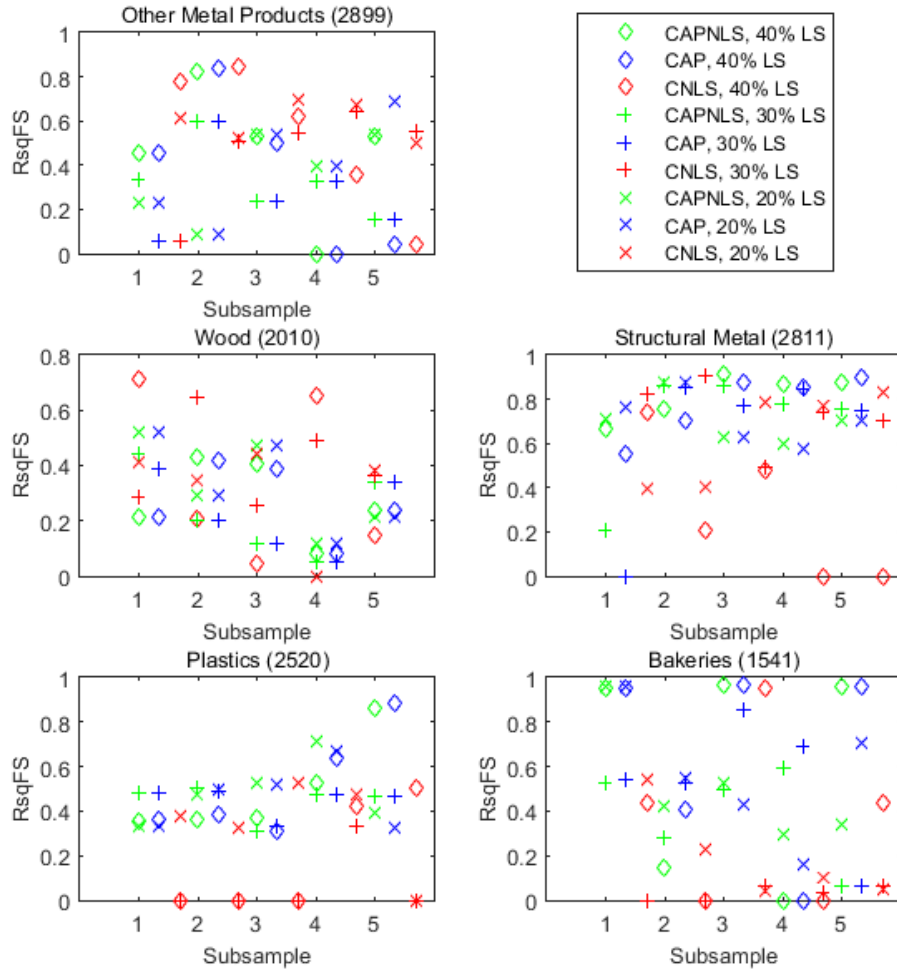 Other Metal Products (2899)
RsqFS
1
0.8
0.6
0.4
0.2
0
1 2 3 4 5
Subsample
CAPNLS, 40% LS
CAP, 40% LS
CNLS, 40% LS
CAPNLS, 30% LS
CAP, 30% LS
CNLS, 30% LS
CAPNLS, 20% LS
CAP, 20% LS
CNLS, 20% LS
Wood (2010)
RsqFS
0.8
0.6
0.4
0.2
0
1 2 3 4 5
Subsample
Structural Metal (2811)
RsqFS
1
0.8
0.6
0.4
0.2
0
1 2 3 4 5
Subsample
Plastics (2520)
RsqFS
1
0.8
0.6
0.4
0.2
0
1 2 3 4 5
Subsample
Bakeries (1541)
RsqFS
1
0.8
0.6
0.4
0.2
0
1 2 3 4 5
Subsample